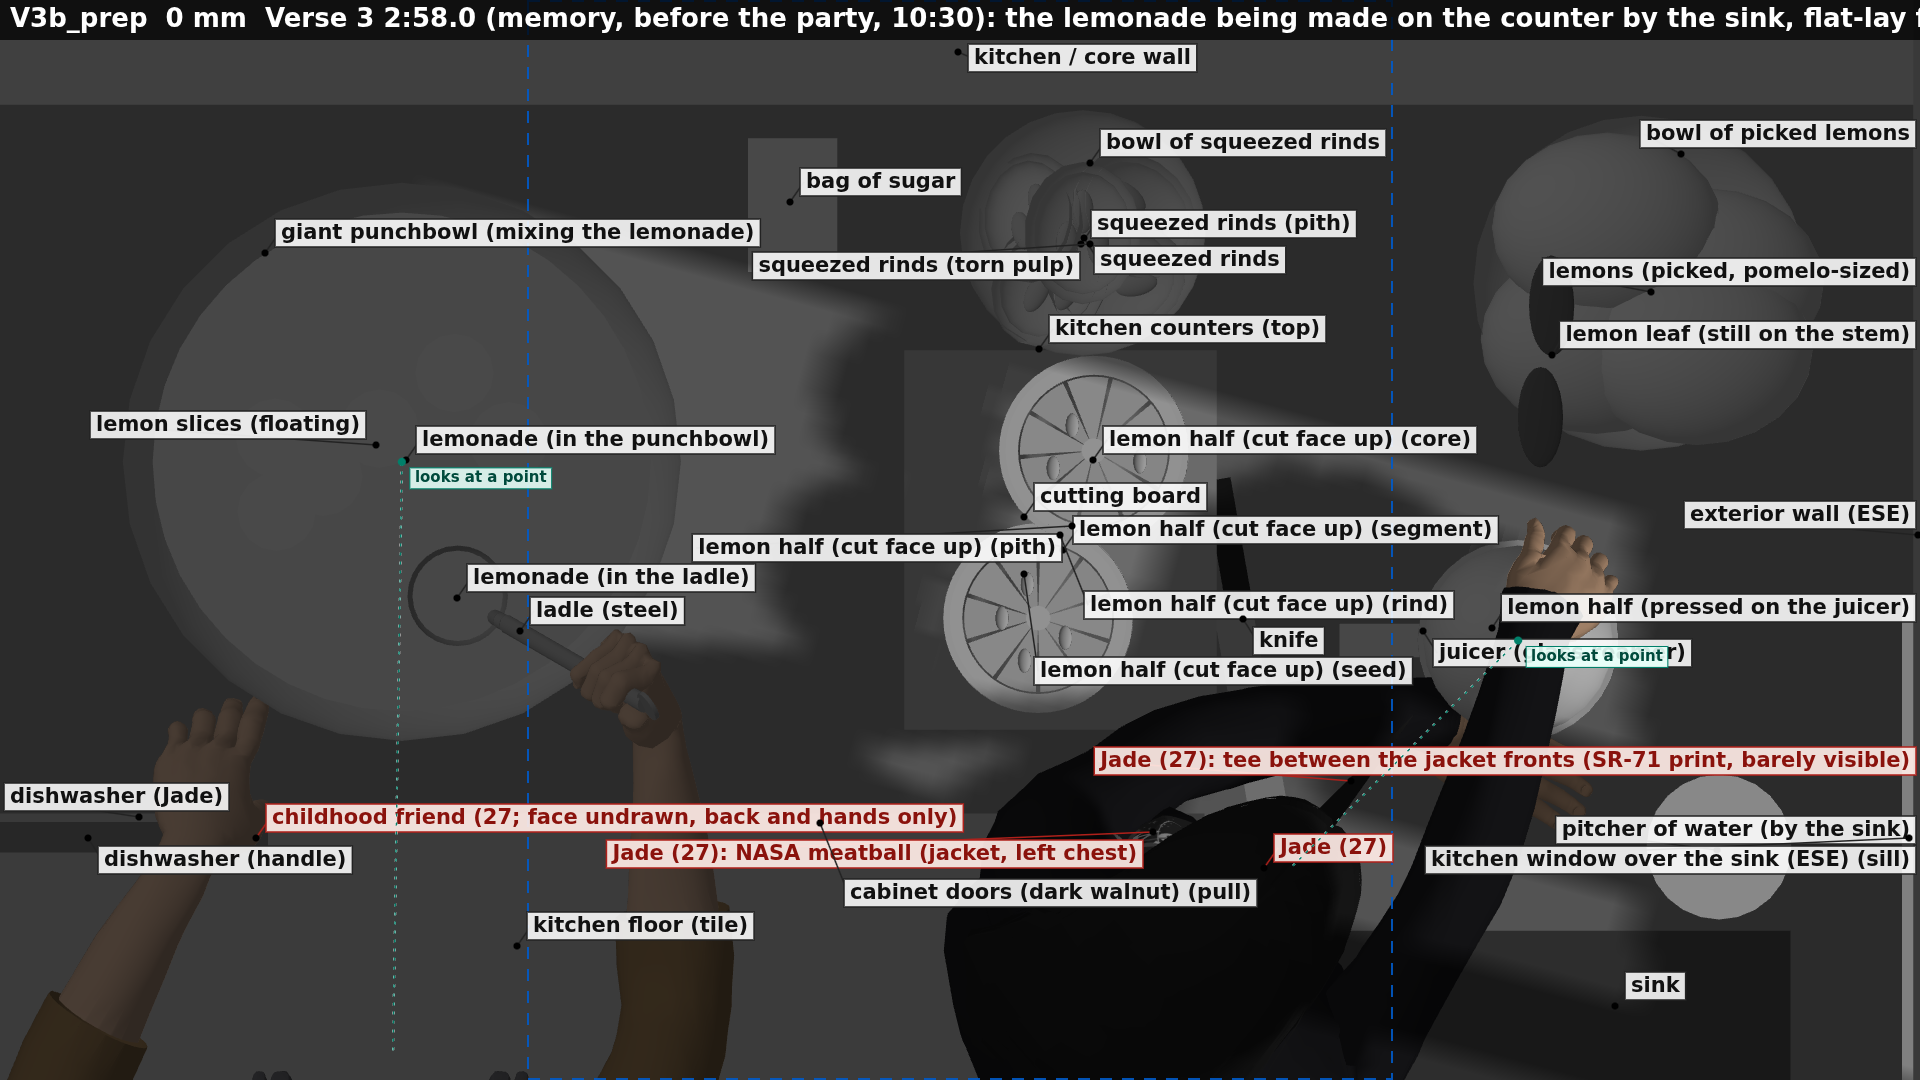 V3b_prep  0 mm  Verse 3 2:58.0 (memory, before the party, 10:30): the lemonade being made on the counter by the sink, flat-lay
kitchen / core wall
bowl of picked lemons
bowl of squeezed rinds
bag of sugar
squeezed rinds (pith)
giant punchbowl (mixing the lemonade)
squeezed rinds
squeezed rinds (torn pulp)
lemons (picked, pomelo-sized)
kitchen counters (top)
lemon leaf (still on the stem)
lemon slices (floating)
lemonade (in the punchbowl)
lemon half (cut face up) (core)
looks at a point
cutting board
exterior wall (ESE)
lemon half (cut face up) (segment)
lemon half (cut face up) (pith)
lemonade (in the ladle)
lemon half (cut face up) (rind)
lemon half (pressed on the juicer)
ladle (steel)
knife
juicer
looks at a point
lemon half (cut face up) (seed)
Jade (27): tee between the jacket fronts (SR-71 print, barely visible)
dishwasher (Jade)
childhood friend (27; face undrawn, back and hands only)
pitcher of water (by the sink)
Jade (27)
Jade (27): NASA meatball (jacket, left chest)
dishwasher (handle)
kitchen window over the sink (ESE) (sill)
cabinet doors (dark walnut) (pull)
kitchen floor (tile)
sink